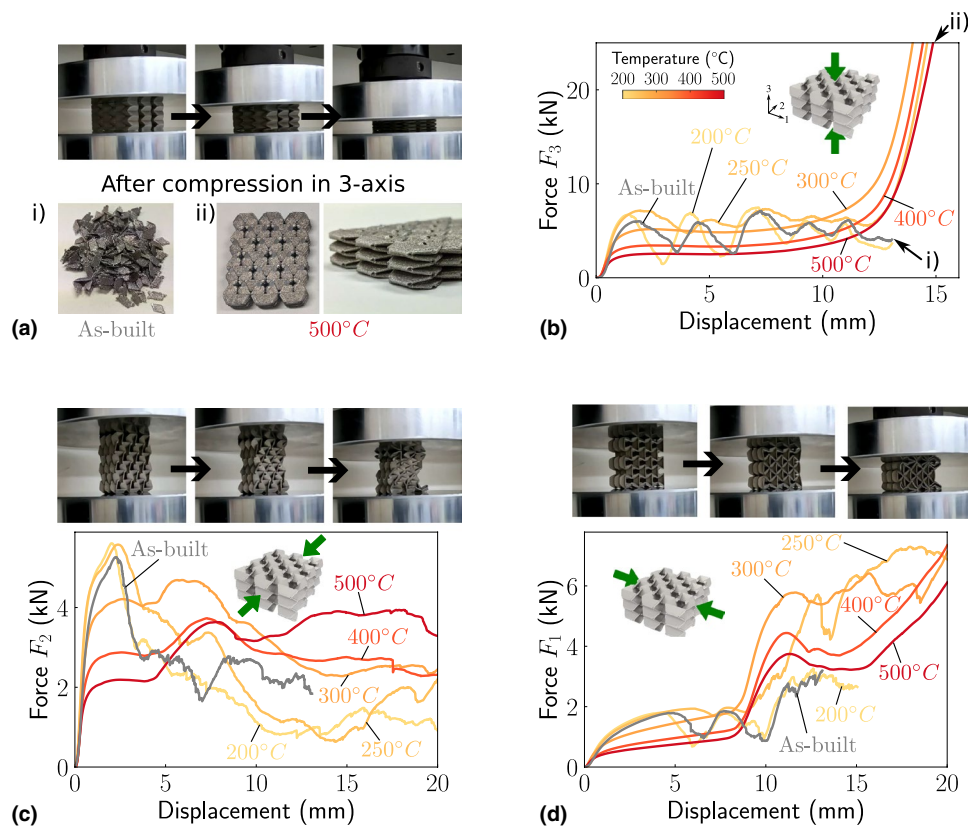 After compression in 3-axis
i)
ii)
As-built
500°C
(a)
ii)
Temperature (°C)
200 300 400 500
3
2
1
Force F3 (kN)
20
10
0
200°C
250°C
As-built
300°C
400°C
500°C
i)
0 5 10 15
Displacement (mm)
(b)
As-built
500°C
400°C
300°C
200°C
250°C
Force F2 (kN)
4
2
0
0 5 10 15 20
Displacement (mm)
(c)
250°C
300°C
400°C
500°C
200°C
As-built
Force F1 (kN)
6
4
2
0
0 5 10 15 20
Displacement (mm)
(d)